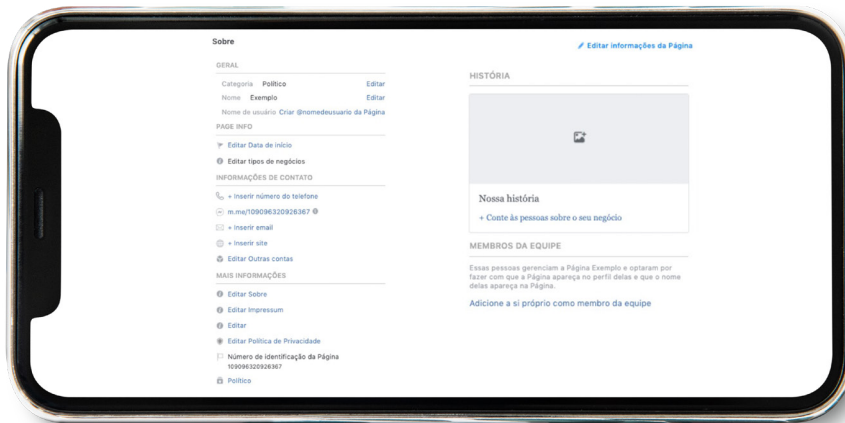 Sobre
Editar informações da Página
GERAL
Categoria Político Editar
Nome Exemplo Editar
Nome de usuário Criar @nomedeusuario da Página
PAGE INFO
Editar Data de início
Editar tipos de negócios
INFORMAÇÕES DE CONTATO
+ Inserir número do telefone
m.me/109096320926367
+ Inserir email
+ Inserir site
Editar Outras contas
MAIS INFORMAÇÕES
Editar Sobre
Editar Impressum
Editar
Editar Política de Privacidade
Número de identificação da Página
109096320926367
Político
HISTÓRIA
Nossa história
+ Conte às pessoas sobre o seu negócio
MEMBROS DA EQUIPE
Essas pessoas gerenciam a Página Exemplo e optaram por
fazer com que a Página apareça no perfil delas e que o nome
delas apareça na Página.
Adicione a si próprio como membro da equipe